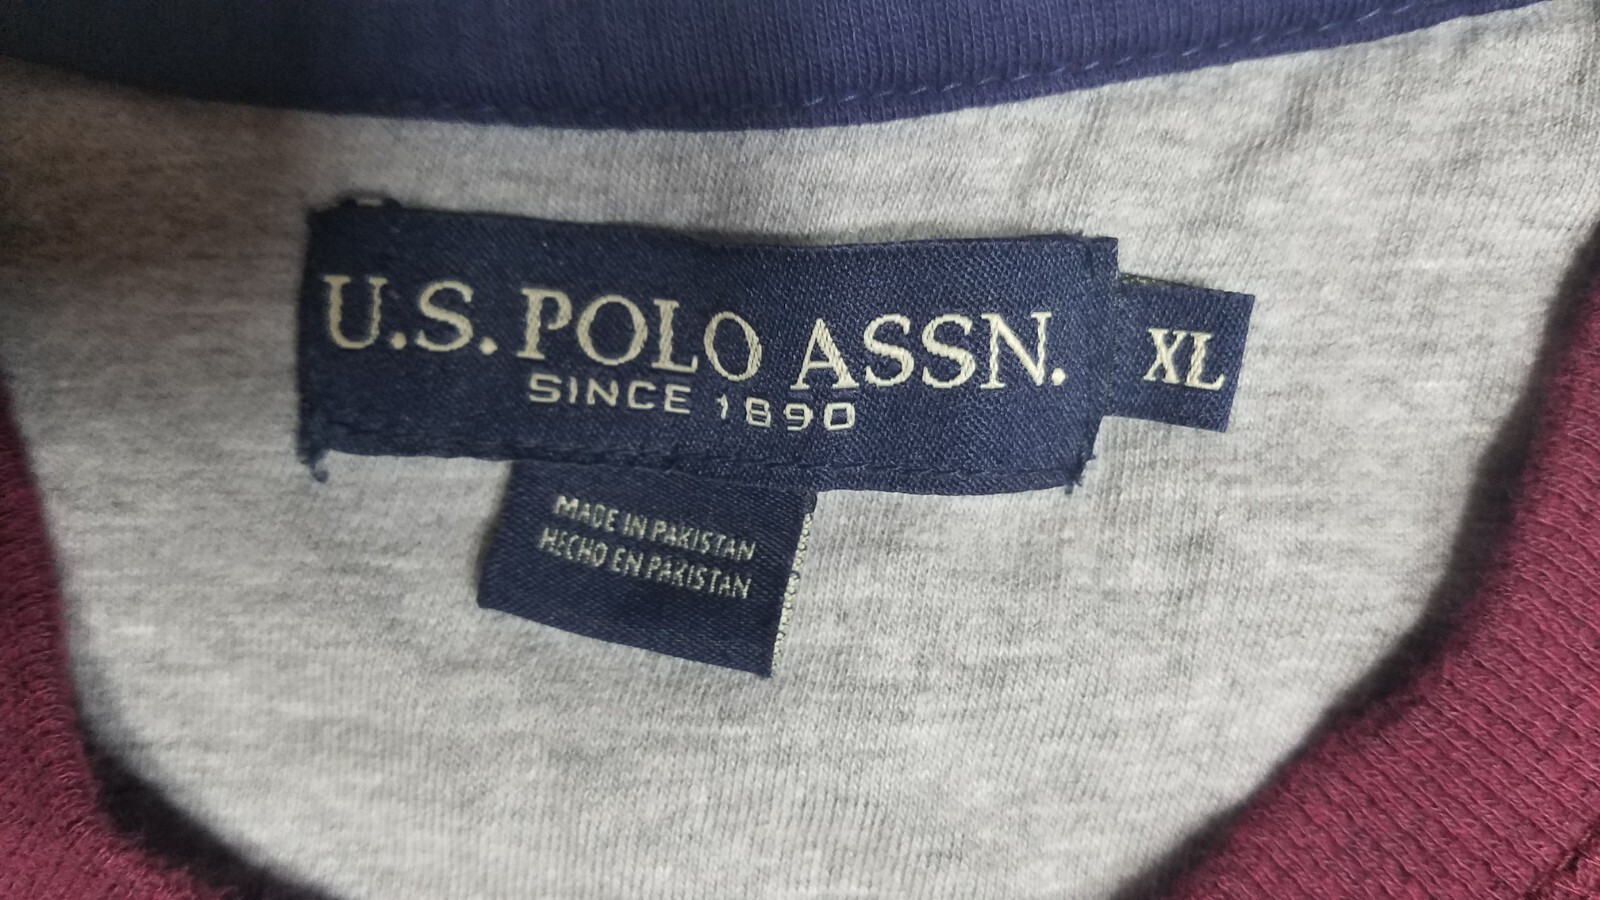 U.S. POLO ASSN.
SINCE 1890
XL
MADE IN PAKISTAN
HECHO EN PAKISTAN